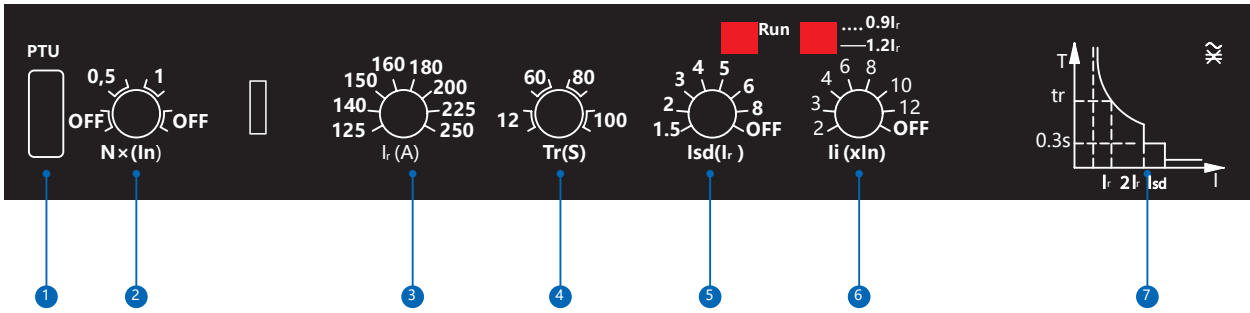 PTU
0,5 1
OFF OFF
N×(In)
160 180
150 200
140 225
125 250
Ir (A)
60 80
12 100
Tr(S)
4 5
3 6
2 8
1.5 OFF
Isd(Ir )
Run
0.9Ir
1.2Ir
6 8
4 10
3 12
2 OFF
Ii (xIn)
T
tr
0.3s
Ir 2Ir Isd I
1 2 3 4 5 6 7